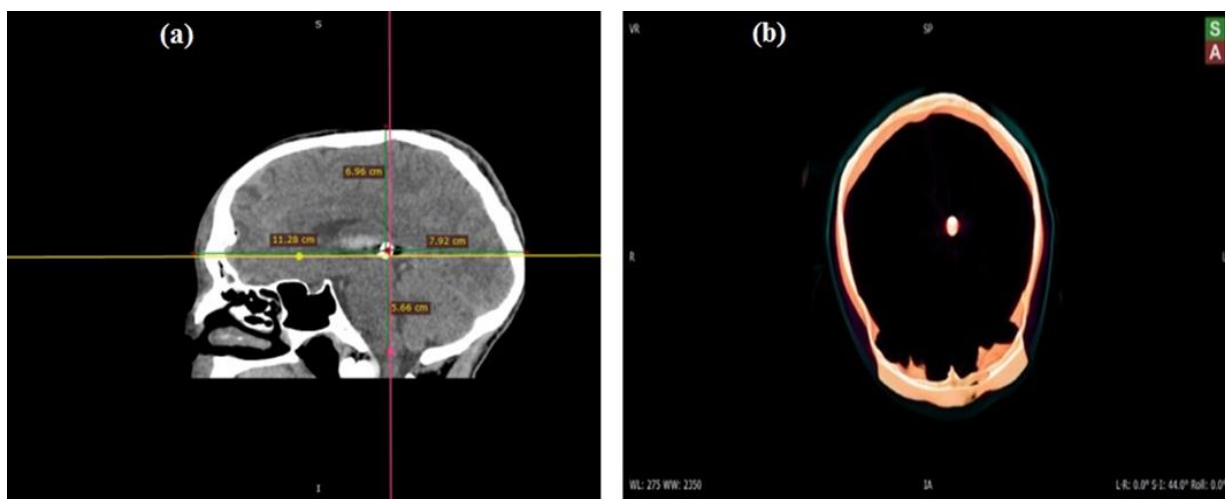 (a)
S
6.96 cm
11.28 cm
7.92 cm
5.66 cm
I
(b)
VR
SP
S
A
R
L
WL: 275 WW: 2350
IA
L-R: 0.0° S-I: 44.0° Roll: 0.0°